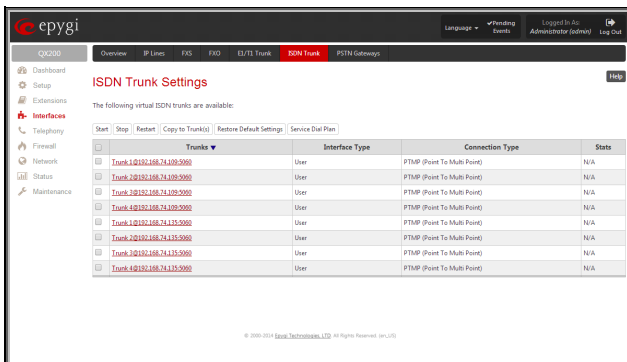 epygi
Language
✔Pending Events
Logged In As:
Administrator (admin)
Log Out
QX200
Overview IP Lines FXS FXO E1/T1 Trunk ISDN Trunk PSTN Gateways
Dashboard
Setup
Extensions
Interfaces
Telephony
Firewall
Network
Status
Maintenance
ISDN Trunk Settings
Help
The following virtual ISDN trunks are available:
Start Stop Restart Copy to Trunk(s) Restore Default Settings Service Dial Plan
Trunks ▼ Interface Type Connection Type Stats
Trunk 1@192.168.74.109:5060 User PTMP (Point To Multi Point) N/A
Trunk 2@192.168.74.109:5060 User PTMP (Point To Multi Point) N/A
Trunk 3@192.168.74.109:5060 User PTMP (Point To Multi Point) N/A
Trunk 4@192.168.74.109:5060 User PTMP (Point To Multi Point) N/A
Trunk 1@192.168.74.135:5060 User PTMP (Point To Multi Point) N/A
Trunk 2@192.168.74.135:5060 User PTMP (Point To Multi Point) N/A
Trunk 3@192.168.74.135:5060 User PTMP (Point To Multi Point) N/A
Trunk 4@192.168.74.135:5060 User PTMP (Point To Multi Point) N/A
© 2000-2014 Epygi Technologies, LTD. All Rights Reserved. (en_US)